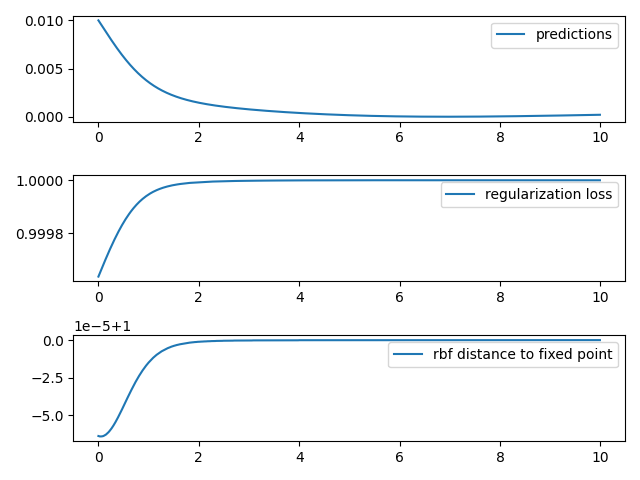 0.010
0.005
0.000
predictions
0 2 4 6 8 10
1.0000
0.9998
regularization loss
0 2 4 6 8 10
1e−5+1
0.0
−2.5
−5.0
rbf distance to fixed point
0 2 4 6 8 10